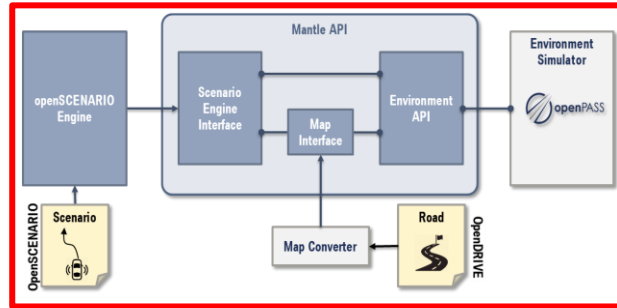 Mantle API
openSCENARIO
Engine
Scenario
Engine
Interface
Map
Interface
Environment
API
Environment
Simulator
openPASS
OpenSCENARIO
Scenario
Map Converter
Road
OpenDRIVE